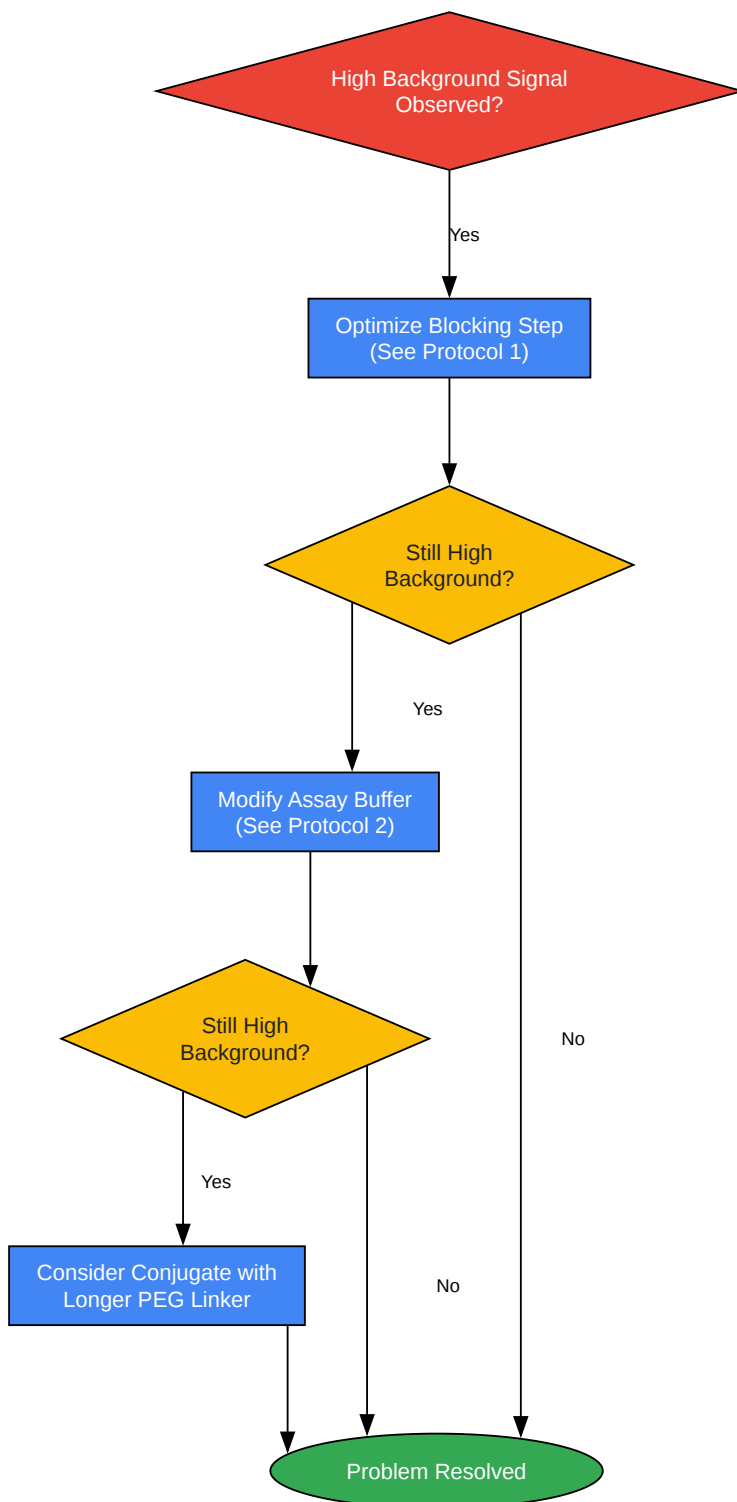 High Background Signal
Observed?
Yes
Optimize Blocking Step
(See Protocol 1)
Still High
Background?
Yes
Modify Assay Buffer
(See Protocol 2)
Still High
Background?
No
Yes
Consider Conjugate with
Longer PEG Linker
No
Problem Resolved